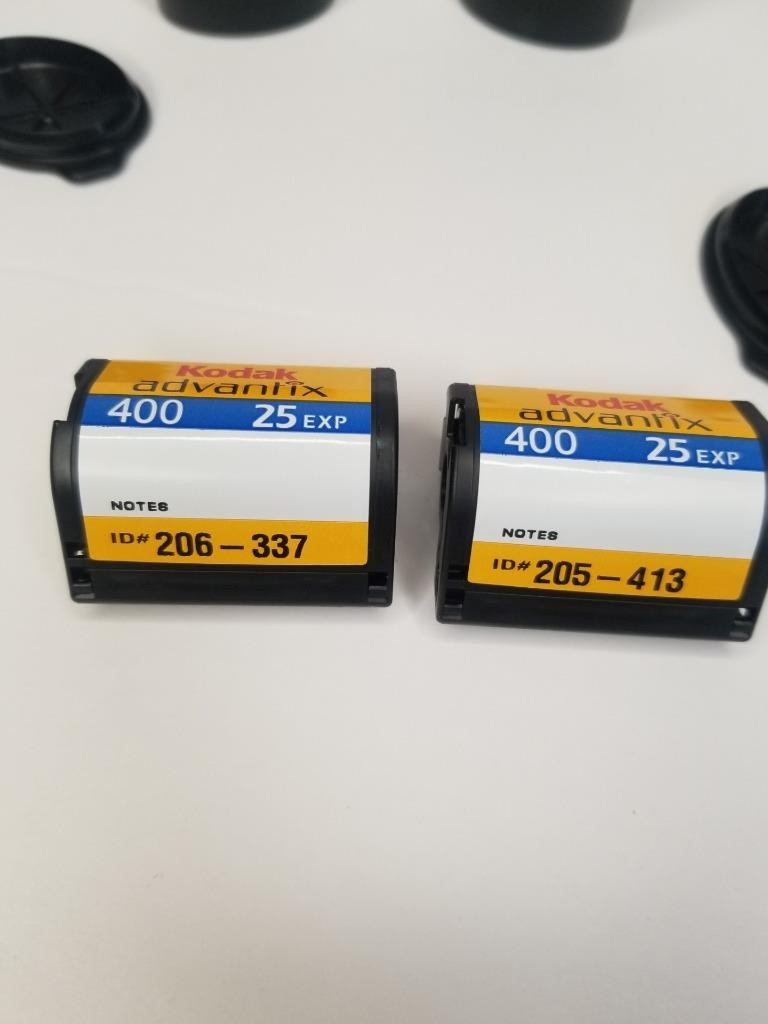 Kodak
advantix
400 25 EXP
NOTES
ID# 206 – 337
Kodak
advantix
400 25 EXP
NOTES
ID# 205 – 413